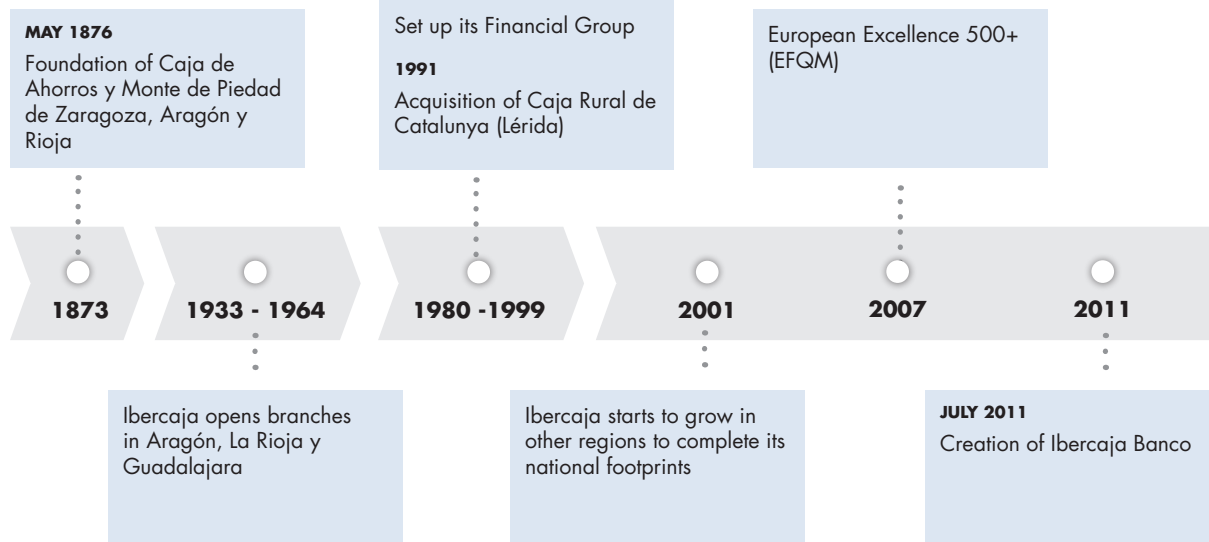 MAY 1876
Foundation of Caja de
Ahorros y Monte de Piedad
de Zaragoza, Aragón y
Rioja
Set up its Financial Group
1991
Acquisition of Caja Rural de
Catalunya (Lérida)
European Excellence 500+
(EFQM)
1873
1933 - 1964
1980 -1999
2001
2007
2011
Ibercaja opens branches
in Aragón, La Rioja y
Guadalajara
Ibercaja starts to grow in
other regions to complete its
national footprints
JULY 2011
Creation of Ibercaja Banco